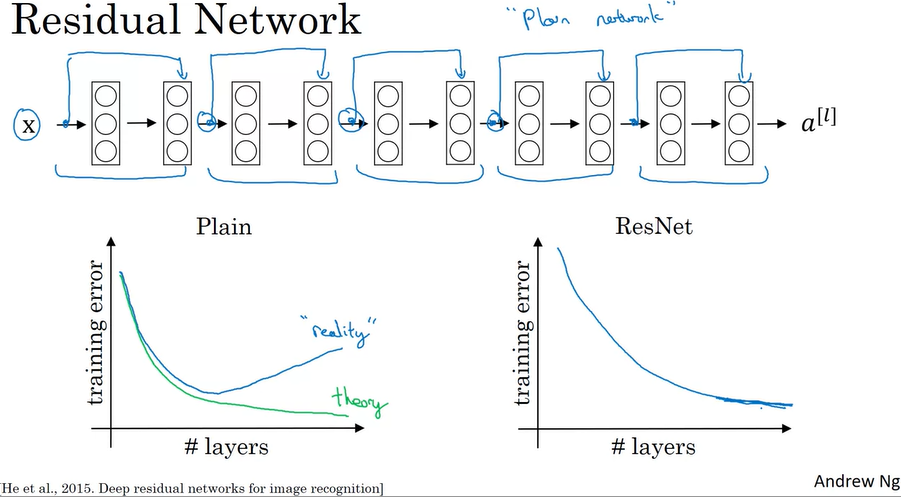 Residual Network
"Plain network"
x
a[l]
Plain
ResNet
training error
"reality"
theory
# layers
training error
# layers
[He et al., 2015. Deep residual networks for image recognition]
Andrew Ng